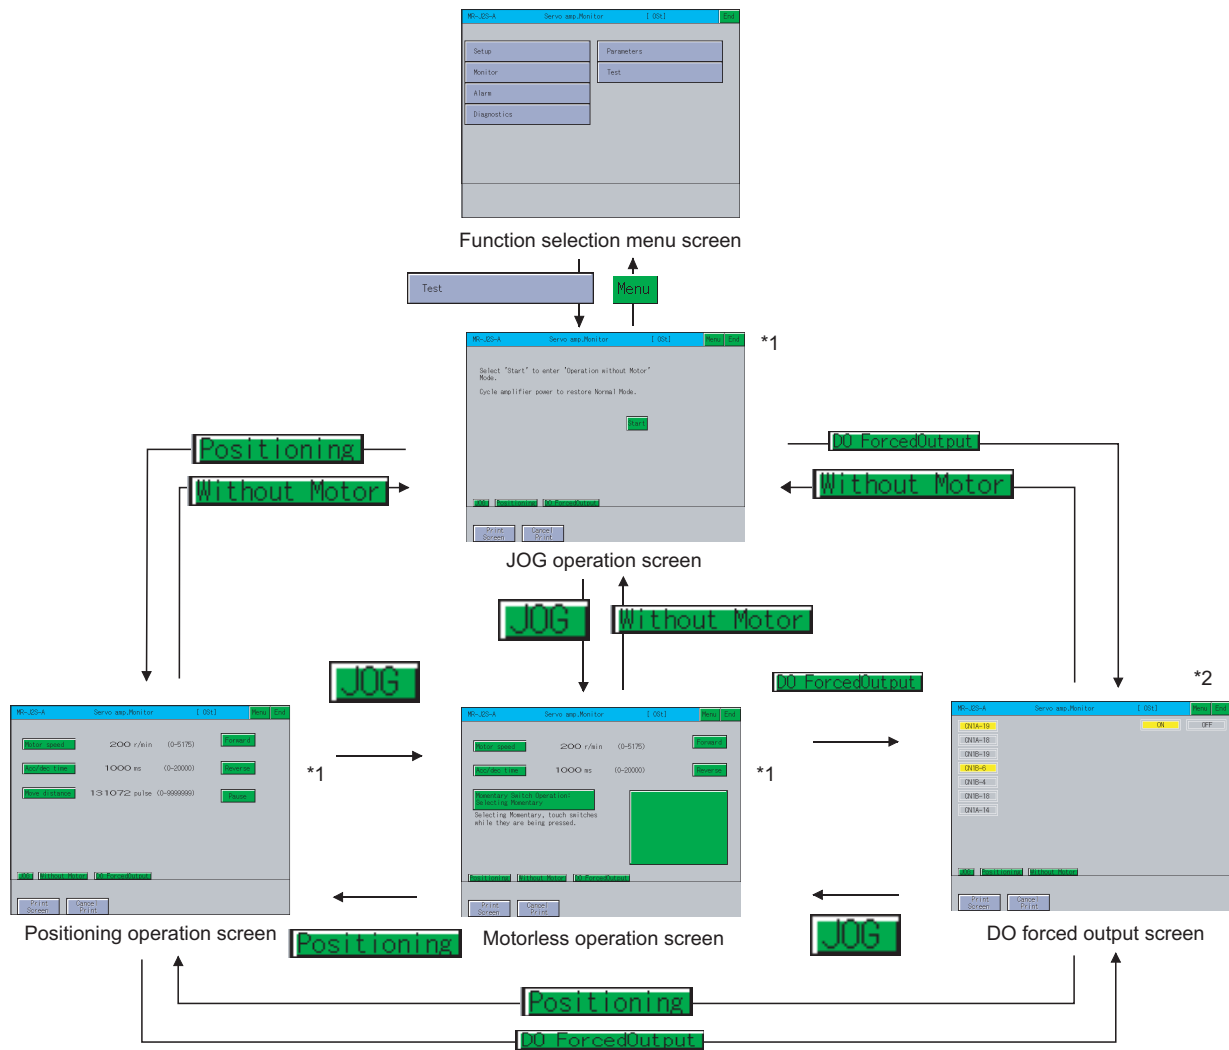 MR-J2S-A Servo amp.Monitor [ OSt] End
Setup Parameters
Monitor Test
Alarm
Diagnostics
Function selection menu screen
Test Menu
MR-J2S-A Servo amp.Monitor [ OSt] Menu End
*1
Select "Start" to enter 'Operation without Motor'
Mode.
Cycle amplifier power to restore Normal Mode.
Start
JOG Positioning DO ForcedOutput
Print
Screen
Cancel
Print
JOG operation screen
Positioning
Without Motor
DO ForcedOutput
Without Motor
JOG
Without Motor
JOG
DO ForcedOutput
MR-J2S-A Servo amp.Monitor [ OSt] Menu End
Motor speed 200 r/min (0-5175) Forward
Acc/dec time 1000 ms (0-20000) Reverse
Move distance 131072 pulse (0-9999999) Pause
JOG Without Motor DO ForcedOutput
Print
Screen
Cancel
Print
*1
Positioning operation screen
MR-J2S-A Servo amp.Monitor [ OSt] Menu End
Motor speed 200 r/min (0-5175) Forward
Acc/dec time 1000 ms (0-20000) Reverse
Momentary Switch Operation:
Selecting Momentary
Selecting Momentary, touch switches
while they are being pressed.
Positioning Without Motor DO ForcedOutput
Print
Screen
Cancel
Print
*1
Motorless operation screen
*2
MR-J2S-A Servo amp.Monitor [ OSt] Menu End
CN1A-19 ON OFF
CN1A-18
CN1B-19
CN1B-6
CN1B-4
CN1B-18
CN1A-14
JOG Positioning Without Motor
Print
Screen
Cancel
Print
DO forced output screen
Positioning
JOG
Positioning
DO ForcedOutput